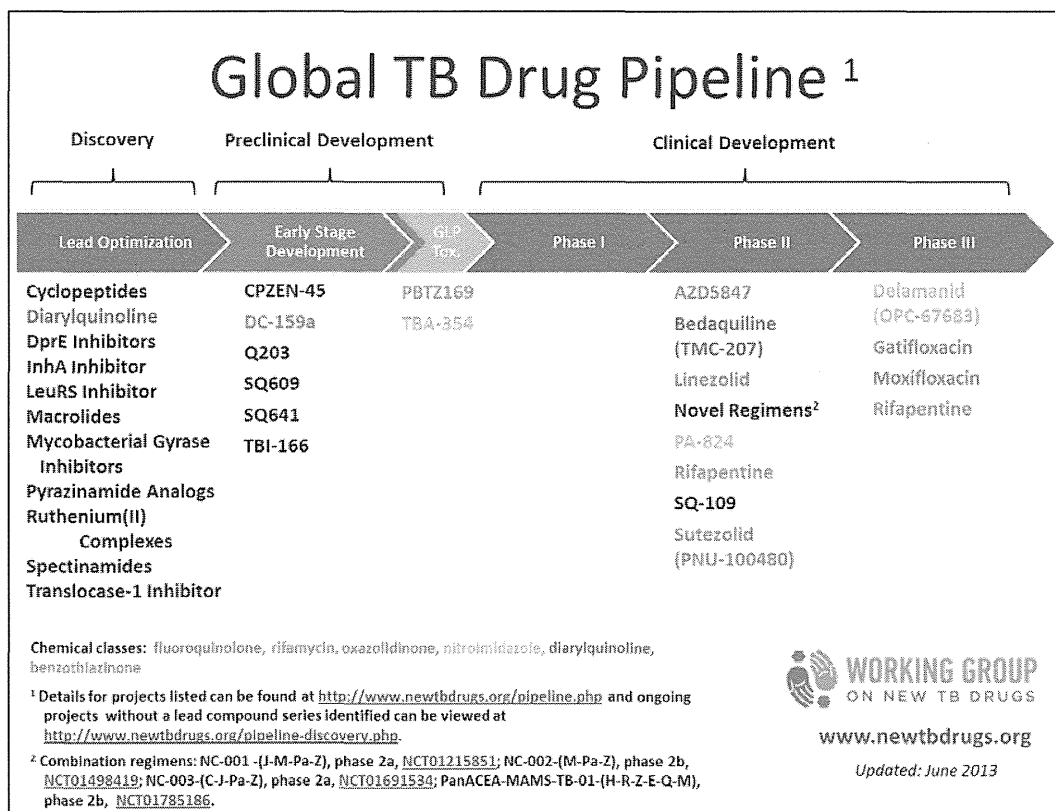 Global TB Drug Pipeline 1
Discovery
Preclinical Development
Clinical Development
Lead Optimization
Early Stage
Development
GLP
Tox.
Phase I
Phase II
Phase III
Cyclopeptides
Diarylquinoline
DprE Inhibitors
InhA Inhibitor
LeuRS Inhibitor
Macrolides
Mycobacterial Gyrase
Inhibitors
Pyrazinamide Analogs
Ruthenium(II)
Complexes
Spectinamides
Translocase-1 Inhibitor
CPZEN-45
DC-159a
Q203
SQ609
SQ641
TBI-166
PBTZ169
TBA-354
AZD5847
Bedaquiline
(TMC-207)
Linezolid
Novel Regimens2
PA-824
Rifapentine
SQ-109
Sutezolid
(PNU-100480)
Delamanid
(OPC-67683)
Gatifloxacin
Moxifloxacin
Rifapentine
Chemical classes: fluoroquinolone, rifamycin, oxazolidinone, nitroimidazole, diarylquinoline,
benzothiazinone
1 Details for projects listed can be found at http://www.newtbdrugs.org/pipeline.php and ongoing
projects without a lead compound series identified can be viewed at
http://www.newtbdrugs.org/pipeline-discovery.php.
2 Combination regimens: NC-001 -(J-M-Pa-Z), phase 2a, NCT01215851; NC-002-(M-Pa-Z), phase 2b,
NCT01498419; NC-003-(C-J-Pa-Z), phase 2a, NCT01691534; PanACEA-MAMS-TB-01-(H-R-Z-E-Q-M),
phase 2b, NCT01785186.
WORKING GROUP
ON NEW TB DRUGS
www.newtbdrugs.org
Updated: June 2013